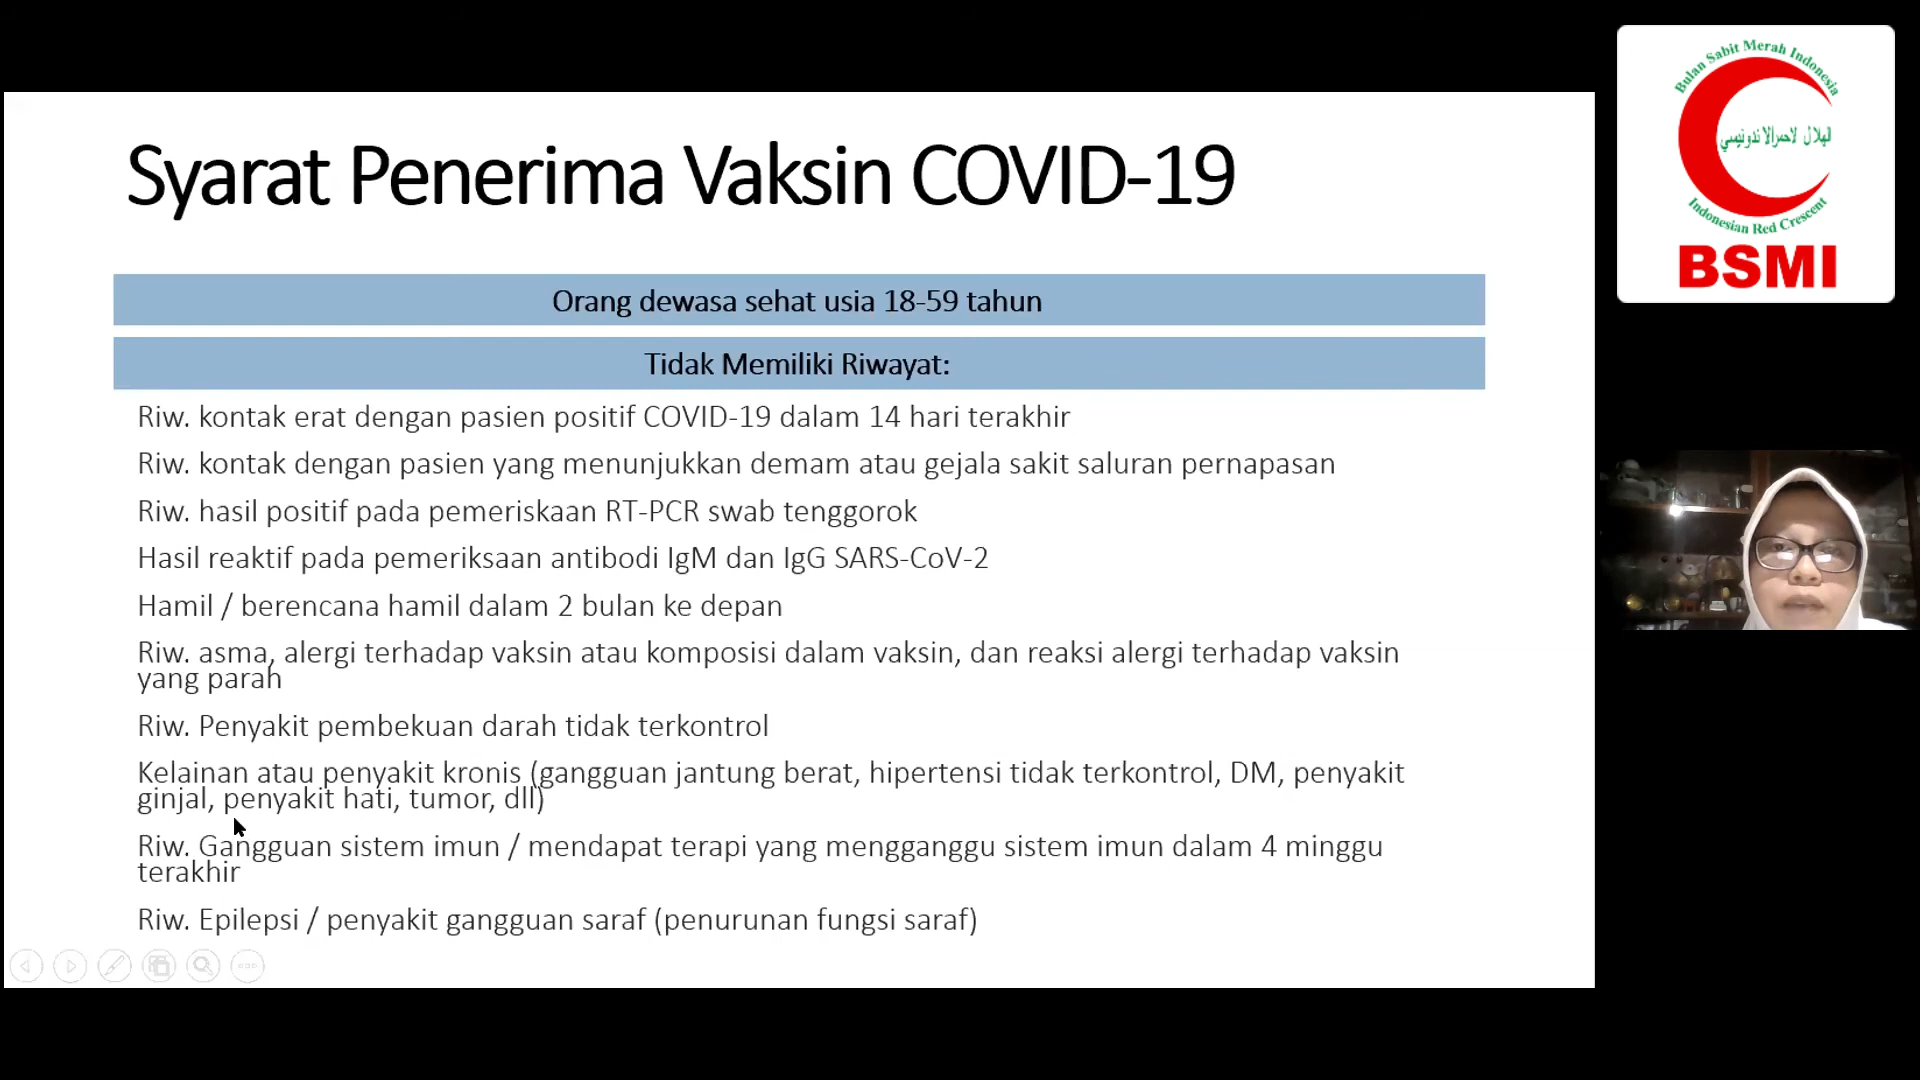 Syarat Penerima Vaksin COVID-19
Orang dewasa sehat usia 18-59 tahun
Tidak Memiliki Riwayat:
Riw. kontak erat dengan pasien positif COVID-19 dalam 14 hari terakhir
Riw. kontak dengan pasien yang menunjukkan demam atau gejala sakit saluran pernapasan
Riw. hasil positif pada pemeriskaan RT-PCR swab tenggorok
Hasil reaktif pada pemeriksaan antibodi IgM dan IgG SARS-CoV-2
Hamil / berencana hamil dalam 2 bulan ke depan
Riw. asma, alergi terhadap vaksin atau komposisi dalam vaksin, dan reaksi alergi terhadap vaksin
yang parah
Riw. Penyakit pembekuan darah tidak terkontrol
Kelainan atau penyakit kronis (gangguan jantung berat, hipertensi tidak terkontrol, DM, penyakit
ginjal, penyakit hati, tumor, dll)
Riw. Gangguan sistem imun / mendapat terapi yang mengganggu sistem imun dalam 4 minggu
terakhir
Riw. Epilepsi / penyakit gangguan saraf (penurunan fungsi saraf)
Bulan Sabit Merah Indonesia
الهلال لاحمرالاندونيسي
Indonesian Red Crescent
BSMI